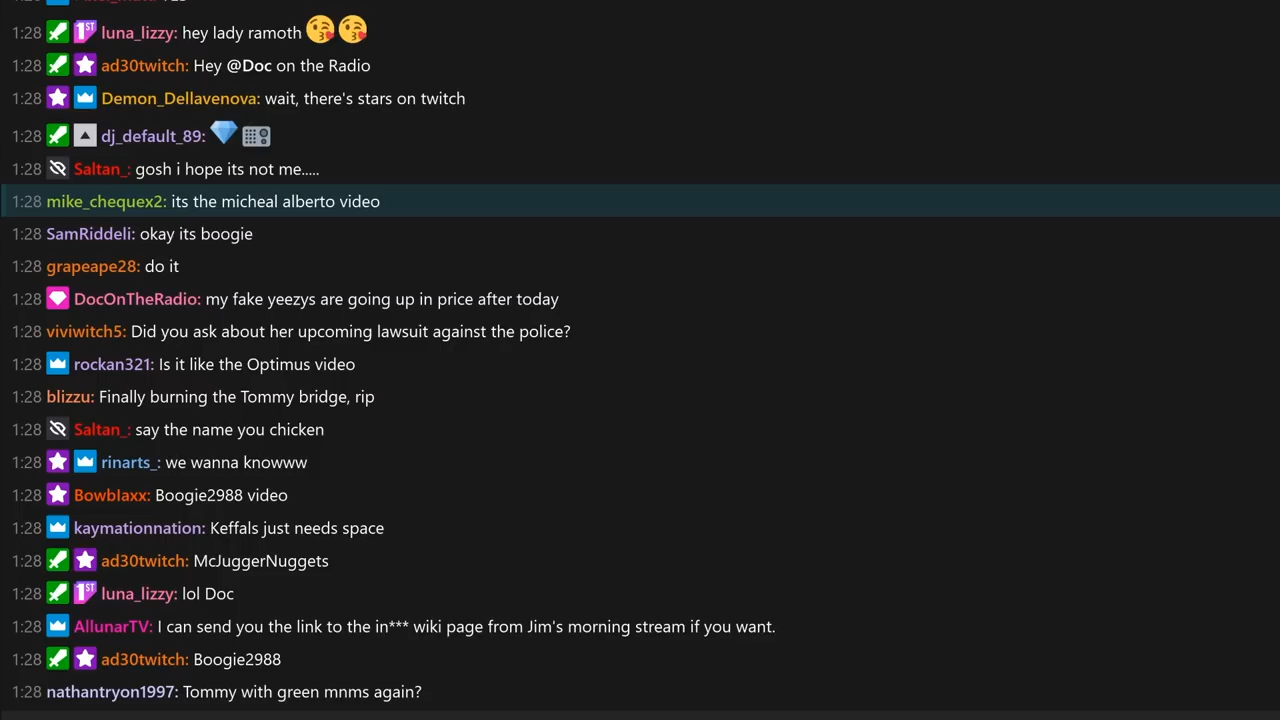 1:28 luna_lizzy: hey lady ramoth 😘😘
1:28 ad30twitch: Hey @Doc on the Radio
1:28 Demon_Dellavenova: wait, there's stars on twitch
1:28 dj_default_89: 💎 🎛️
1:28 Saltan_: gosh i hope its not me.....
1:28 mike_chequex2: its the micheal alberto video
1:28 SamRiddeli: okay its boogie
1:28 grapeape28: do it
1:28 DocOnTheRadio: my fake yeezys are going up in price after today
1:28 viviwitch5: Did you ask about her upcoming lawsuit against the police?
1:28 rockan321: Is it like the Optimus video
1:28 blizzu: Finally burning the Tommy bridge, rip
1:28 Saltan_: say the name you chicken
1:28 rinarts_: we wanna knowww
1:28 Bowblaxx: Boogie2988 video
1:28 kaymationnation: Keffals just needs space
1:28 ad30twitch: McJuggerNuggets
1:28 1ST luna_lizzy: lol Doc
1:28 AllunarTV: I can send you the link to the in*** wiki page from Jim's morning stream if you want.
1:28 ad30twitch: Boogie2988
1:28 nathantryon1997: Tommy with green mnms again?